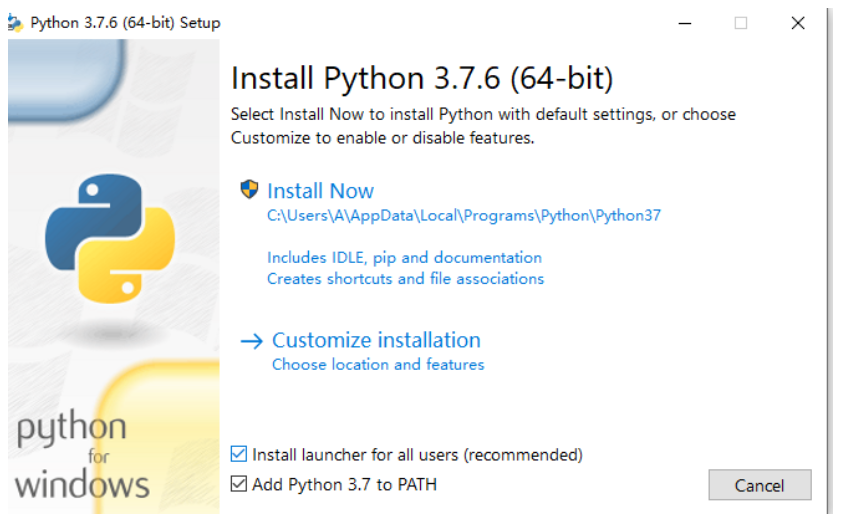 Python 3.7.6 (64-bit) Setup
Install Python 3.7.6 (64-bit)
Select Install Now to install Python with default settings, or choose
Customize to enable or disable features.
Install Now
C:\Users\A\AppData\Local\Programs\Python\Python37
Includes IDLE, pip and documentation
Creates shortcuts and file associations
Customize installation
Choose location and features
python
for
windows
Install launcher for all users (recommended)
Add Python 3.7 to PATH
Cancel